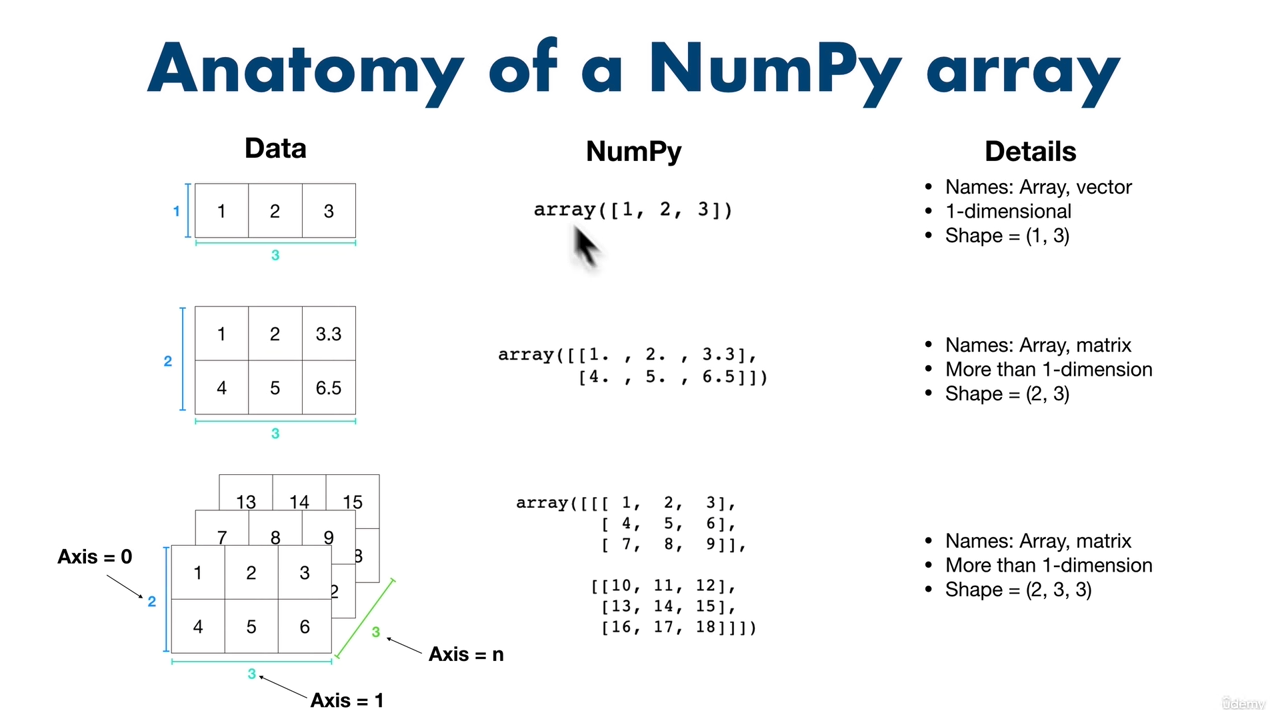 Anatomy of a NumPy array
Data
NumPy
Details
1
1 2 3
3
array([1, 2, 3])
• Names: Array, vector
• 1-dimensional
• Shape = (1, 3)
2
1 2 3.3
4 5 6.5
3
array([[1. , 2. , 3.3],
[4. , 5. , 6.5]])
• Names: Array, matrix
• More than 1-dimension
• Shape = (2, 3)
13 14 15
7 8 9
8
2
Axis = 0
2
1 2 3
4 5 6
3
3
Axis = n
Axis = 1
array([[[ 1, 2, 3],
[ 4, 5, 6],
[ 7, 8, 9]],
[[10, 11, 12],
[13, 14, 15],
[16, 17, 18]]])
• Names: Array, matrix
• More than 1-dimension
• Shape = (2, 3, 3)
ûdemy